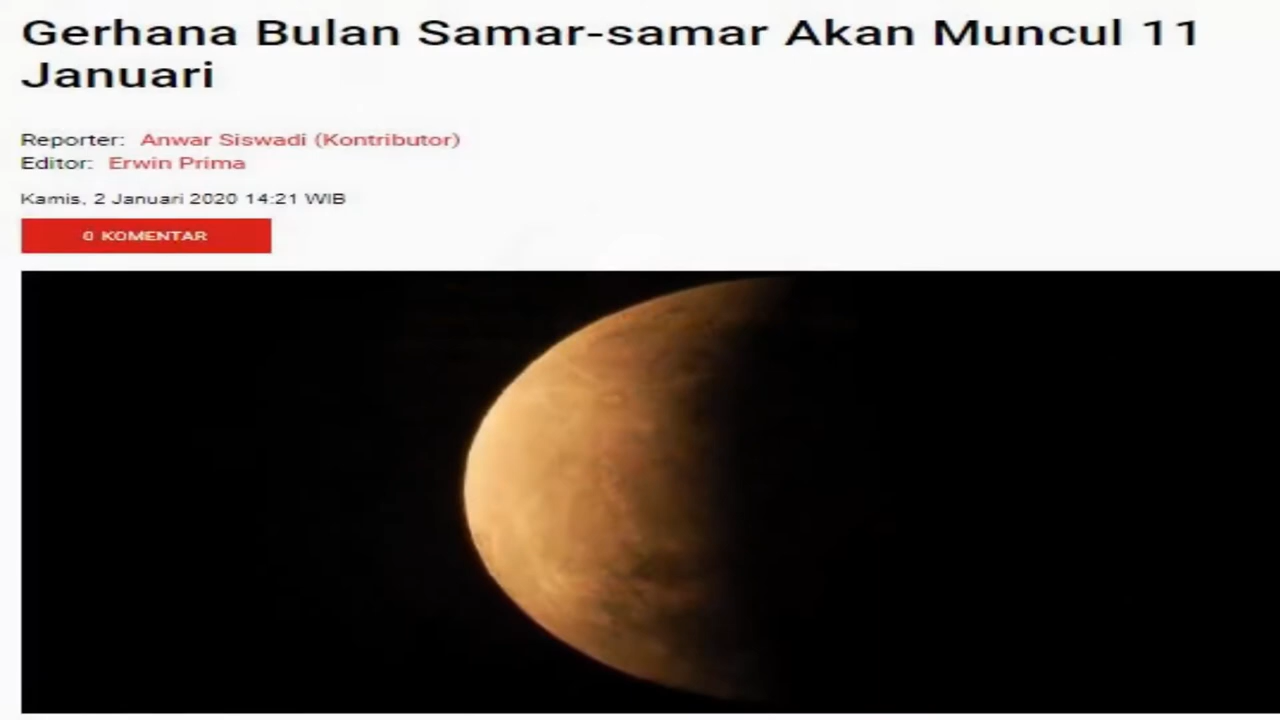 Gerhana Bulan Samar-samar Akan Muncul 11
Januari
Reporter: Anwar Siswadi (Kontributor)
Editor: Erwin Prima
Kamis, 2 Januari 2020 14:21 WIB
0 KOMENTAR